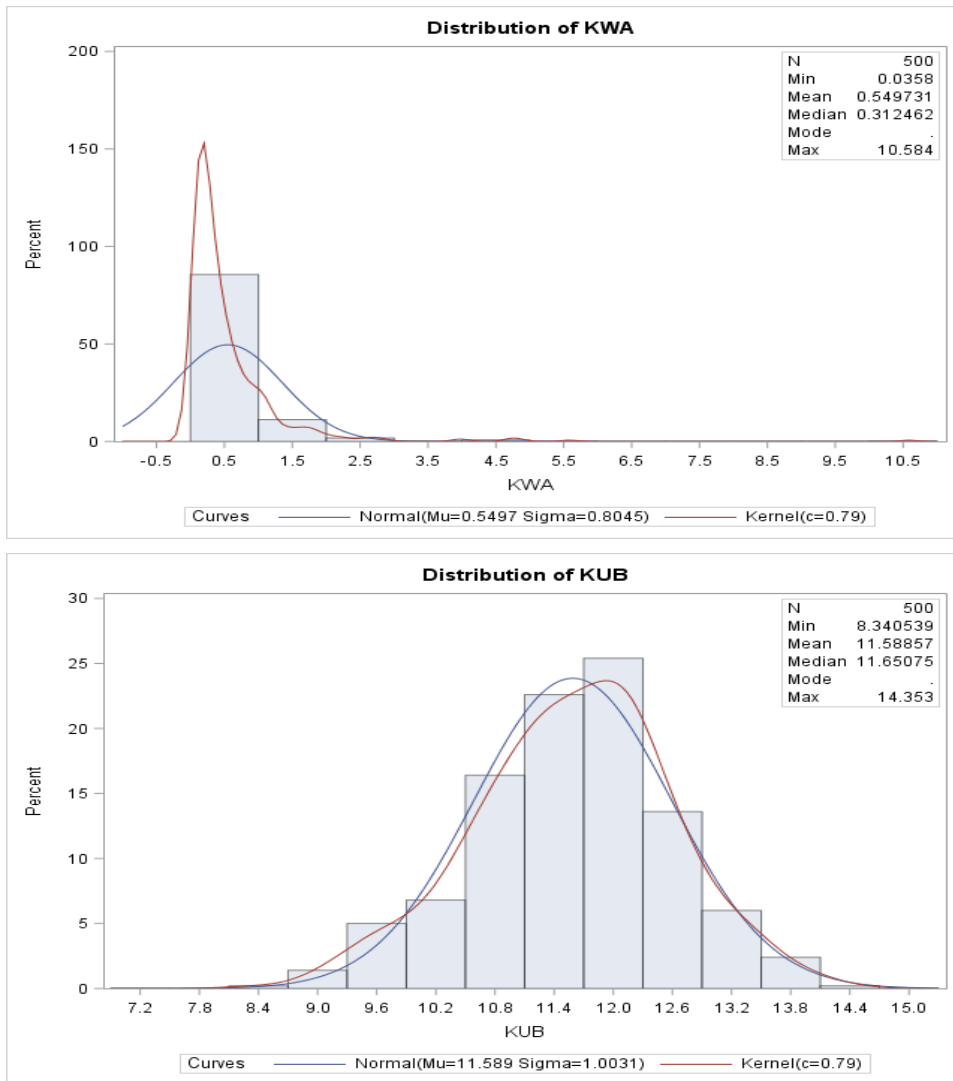 Distribution of KWA
200
150
100
50
0
Percent
N 500
Min 0.0358
Mean 0.549731
Median 0.312462
Mode .
Max 10.584
-0.5 0.5 1.5 2.5 3.5 4.5 5.5 6.5 7.5 8.5 9.5 10.5
KWA
Curves Normal(Mu=0.5497 Sigma=0.8045) Kernel(c=0.79)
Distribution of KUB
30
25
20
15
10
5
0
Percent
N 500
Min 8.340539
Mean 11.58857
Median 11.65075
Mode .
Max 14.353
7.2 7.8 8.4 9.0 9.6 10.2 10.8 11.4 12.0 12.6 13.2 13.8 14.4 15.0
KUB
Curves Normal(Mu=11.589 Sigma=1.0031) Kernel(c=0.79)